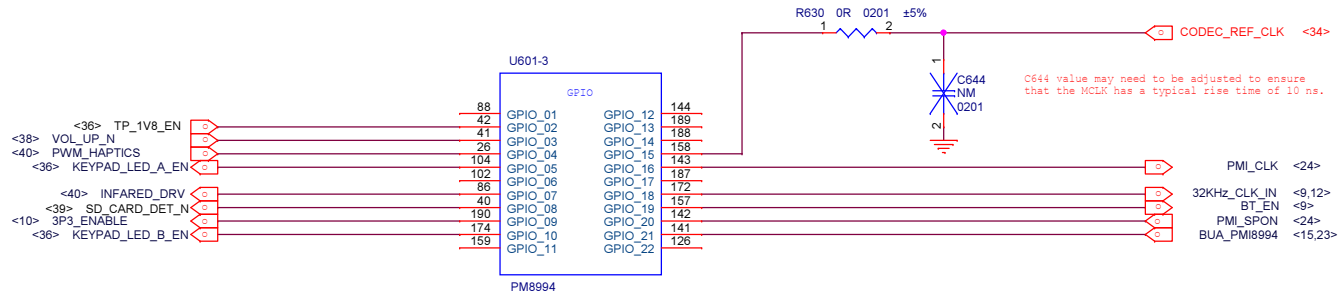 R630 0R 0201 ±5%
1 2
CODEC_REF_CLK <34>
U601-3
1
C644
NM
0201
2
C644 value may need to be adjusted to ensure
that the MCLK has a typical rise time of 10 ns.
GPIO
88 GPIO_01 GPIO_12 144
<36> TP_1V8_EN 42 GPIO_02 GPIO_13 189
<38> VOL_UP_N 41 GPIO_03 GPIO_14 188
<40> PWM_HAPTICS 26 GPIO_04 GPIO_15 158
<36> KEYPAD_LED_A_EN 104 GPIO_05 GPIO_16 143 PMI_CLK <24>
102 GPIO_06 GPIO_17 187
<40> INFARED_DRV 86 GPIO_07 GPIO_18 172 32KHz_CLK_IN <9,12>
<39> SD_CARD_DET_N 40 GPIO_08 GPIO_19 157 BT_EN <9>
<10> 3P3_ENABLE 190 GPIO_09 GPIO_20 142 PMI_SPON <24>
<36> KEYPAD_LED_B_EN 174 GPIO_10 GPIO_21 141 BUA_PMI8994 <15,23>
159 GPIO_11 GPIO_22 126
PM8994